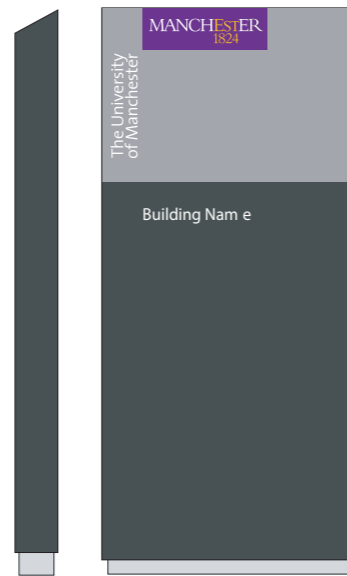 MANCHESTER
1824
The University
of Manchester
Building Nam e